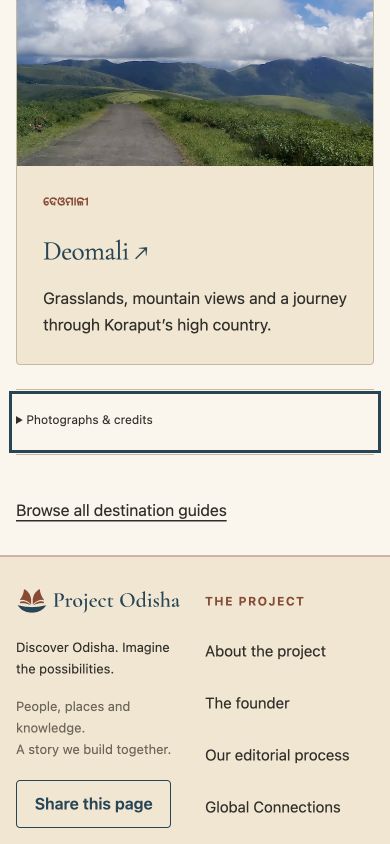 ଦେଓମାଳୀ
Deomali ↗
Grasslands, mountain views and a journey
through Koraput’s high country.
▶ Photographs & credits
Browse all destination guides
Project Odisha
Discover Odisha. Imagine
the possibilities.
People, places and
knowledge.
A story we build together.
Share this page
THE PROJECT
About the project
The founder
Our editorial process
Global Connections